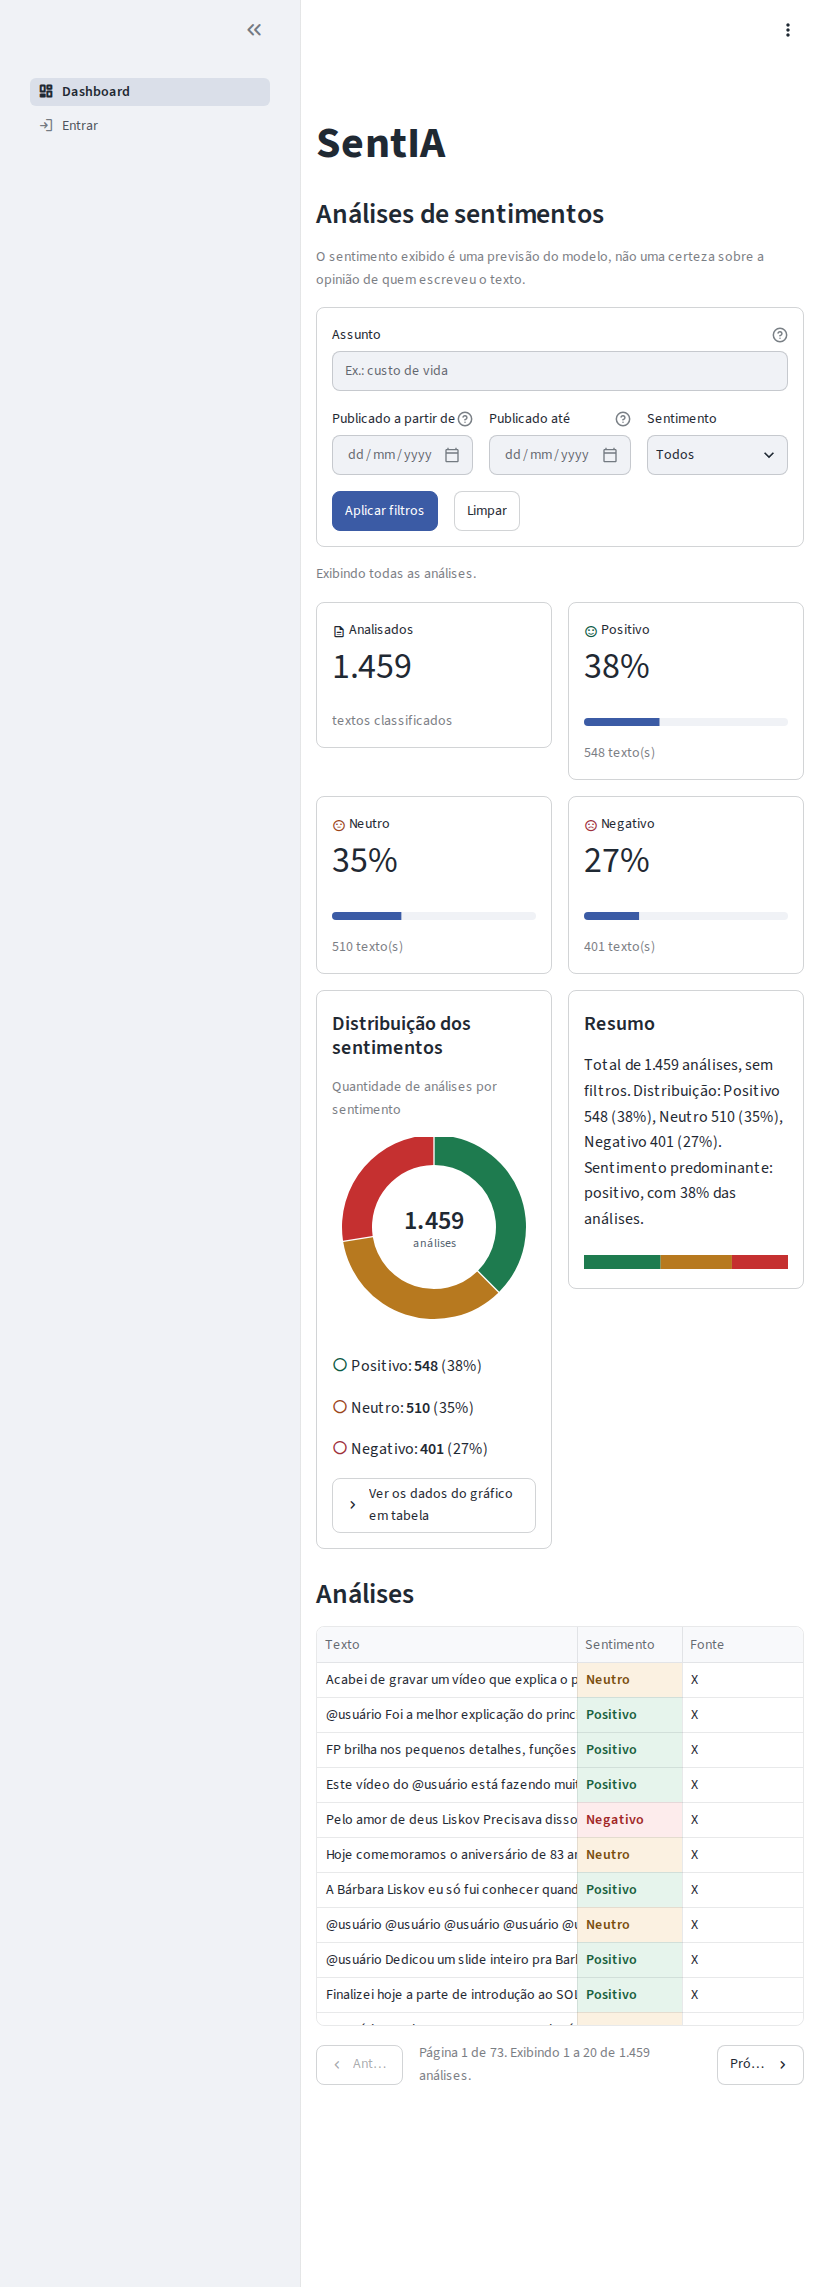 Dashboard
Entrar
SentIA
Análises de sentimentos
O sentimento exibido é uma previsão do modelo, não uma certeza sobre a
opinião de quem escreveu o texto.
Assunto
Ex.: custo de vida
Publicado a partir de
Publicado até
Sentimento
dd/mm/yyyy
dd/mm/yyyy
Todos
Aplicar filtros
Limpar
Exibindo todas as análises.
Analisados
1.459
textos classificados
Positivo
38%
548 texto(s)
Neutro
35%
510 texto(s)
Negativo
27%
401 texto(s)
Distribuição dos
sentimentos
Quantidade de análises por
sentimento
1.459
análises
Positivo: 548 (38%)
Neutro: 510 (35%)
Negativo: 401 (27%)
Ver os dados do gráfico
em tabela
Resumo
Total de 1.459 análises, sem
filtros. Distribuição: Positivo
548 (38%), Neutro 510 (35%),
Negativo 401 (27%).
Sentimento predominante:
positivo, com 38% das
análises.
Análises
Texto Sentimento Fonte
Acabei de gravar um vídeo que explica o p Neutro X
@usuário Foi a melhor explicação do princ Positivo X
FP brilha nos pequenos detalhes, funções Positivo X
Este vídeo do @usuário está fazendo muit Positivo X
Pelo amor de deus Liskov Precisava disso Negativo X
Hoje comemoramos o aniversário de 83 an Neutro X
A Bárbara Liskov eu só fui conhecer quand Positivo X
@usuário @usuário @usuário @usuário @u Neutro X
@usuário Dedicou um slide inteiro pra Barb Positivo X
Finalizei hoje a parte de introdução ao SOL Positivo X
Ant…
Página 1 de 73. Exibindo 1 a 20 de 1.459
análises.
Pró…